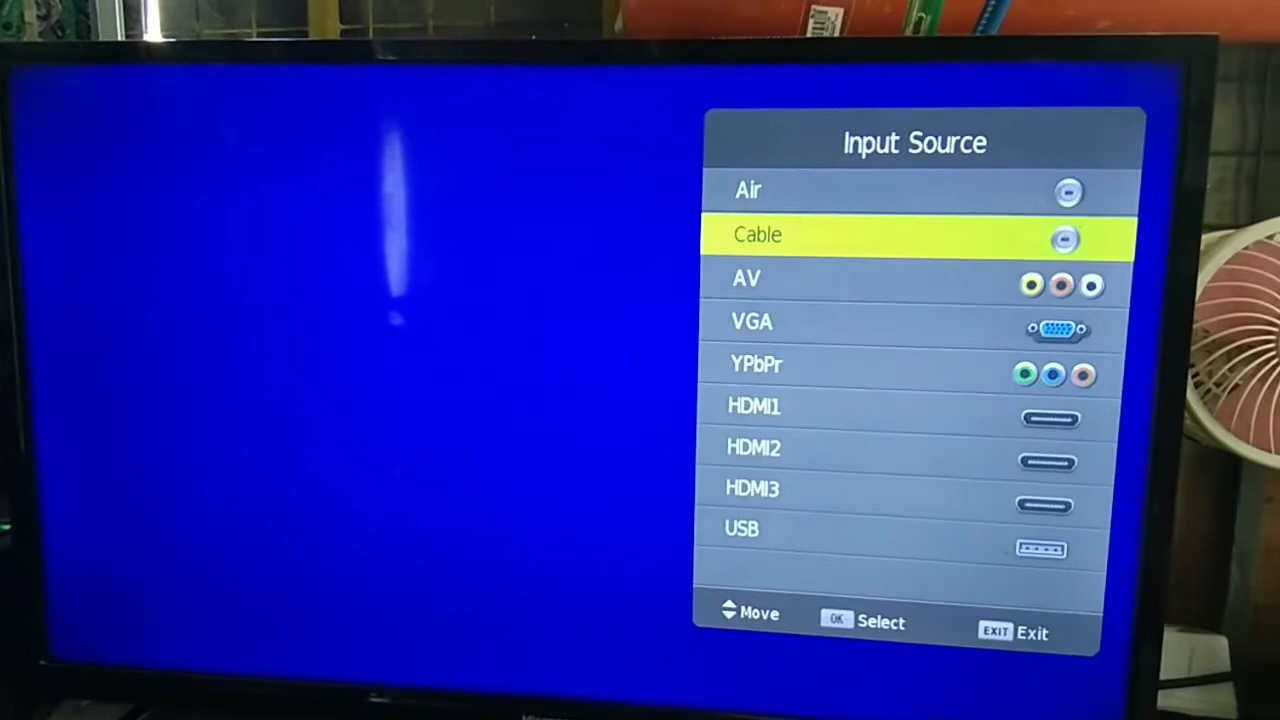 Input Source
Air
Cable
AV
VGA
YPbPr
HDMI1
HDMI2
HDMI3
USB
Move OK Select EXIT Exit